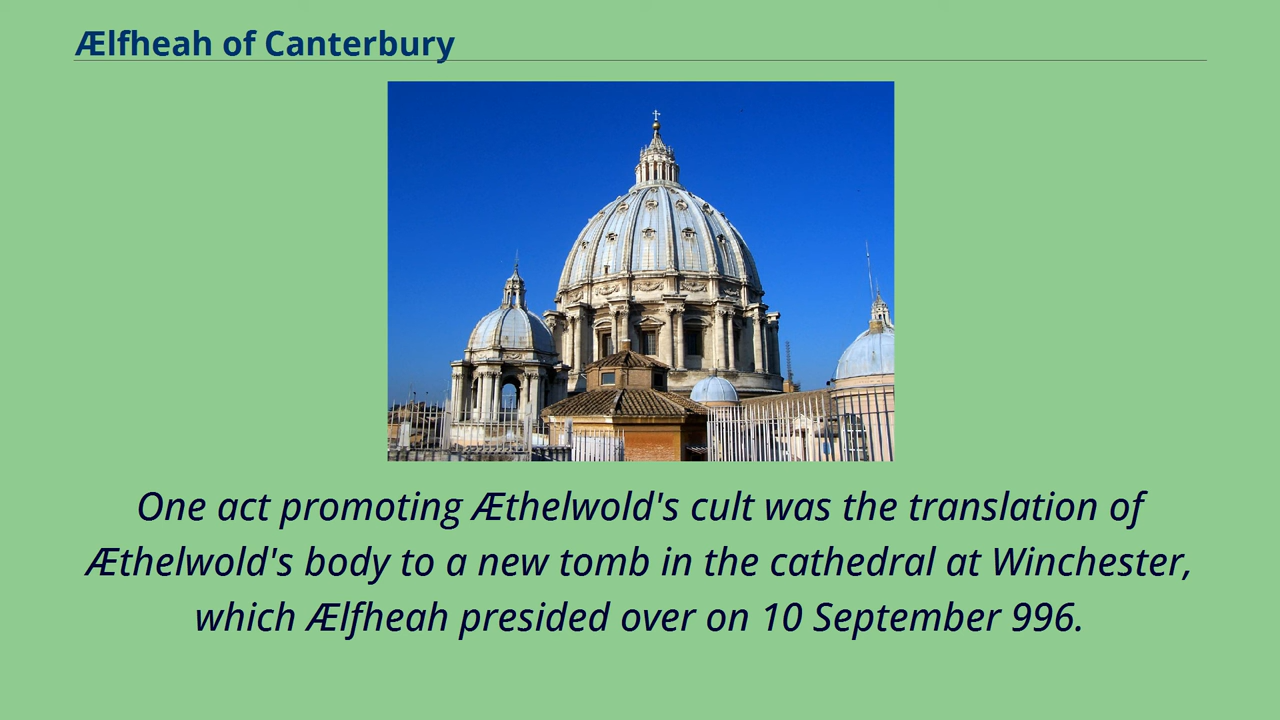 Ælfheah of Canterbury
One act promoting Æthelwold's cult was the translation of
Æthelwold's body to a new tomb in the cathedral at Winchester,
which Ælfheah presided over on 10 September 996.